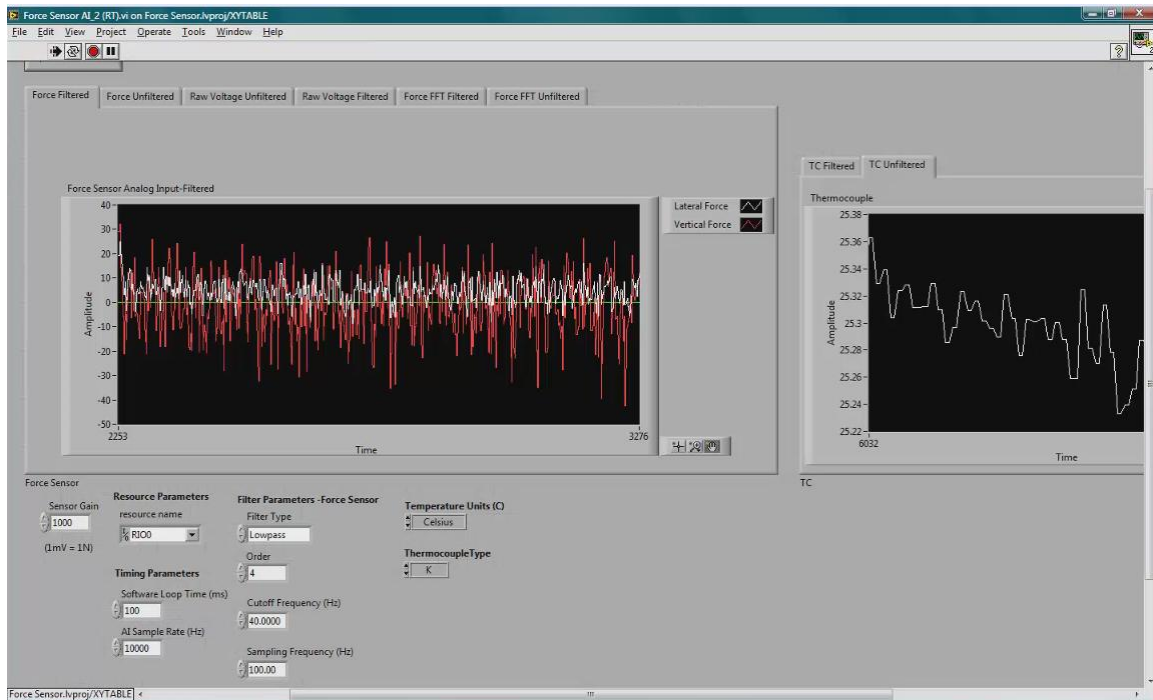 Force Sensor AI_2 (RT).vi on Force Sensor.lvproj/XYTABLE
File Edit View Project Operate Tools Window Help
Force Filtered Force Unfiltered Raw Voltage Unfiltered Raw Voltage Filtered Force FFT Filtered Force FFT Unfiltered
Force Sensor Analog Input-Filtered
Amplitude
40
30
20
10
0
-10
-20
-30
-40
-50
2253 3276
Time
Lateral Force
Vertical Force
TC Filtered TC Unfiltered
Thermocouple
Amplitude
25.38
25.36
25.34
25.32
25.3
25.28
25.26
25.24
25.22
6032
Time
TC
Force Sensor
Sensor Gain
1000
(1mV = 1N)
Resource Parameters
resource name
RIO0
Timing Parameters
Software Loop Time (ms)
100
AI Sample Rate (Hz)
10000
Filter Parameters -Force Sensor
Filter Type
Lowpass
Order
4
Cutoff Frequency (Hz)
40.0000
Sampling Frequency (Hz)
100.00
Temperature Units (C)
Celsius
ThermocoupleType
K
Force Sensor.lvproj/XYTABLE